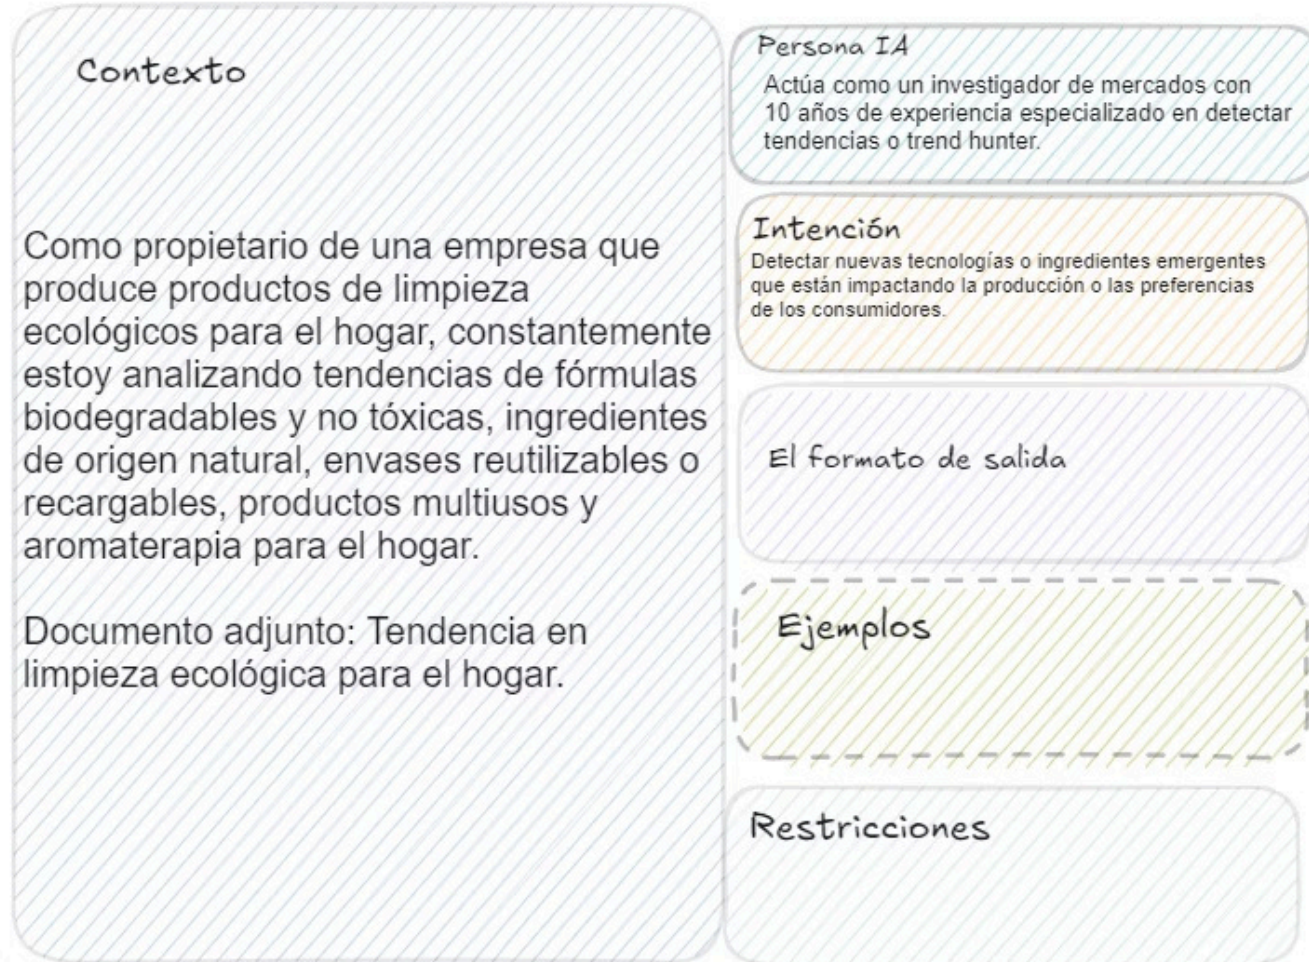 Contexto
Como propietario de una empresa que
produce productos de limpieza
ecológicos para el hogar, constantemente
estoy analizando tendencias de fórmulas
biodegradables y no tóxicas, ingredientes
de origen natural, envases reutilizables o
recargables, productos multiusos y
aromaterapia para el hogar.
Documento adjunto: Tendencia en
limpieza ecológica para el hogar.
Persona IA
Actúa como un investigador de mercados con
10 años de experiencia especializado en detectar
tendencias o trend hunter.
Intención
Detectar nuevas tecnologías o ingredientes emergentes
que están impactando la producción o las preferencias
de los consumidores.
El formato de salida
Ejemplos
Restricciones